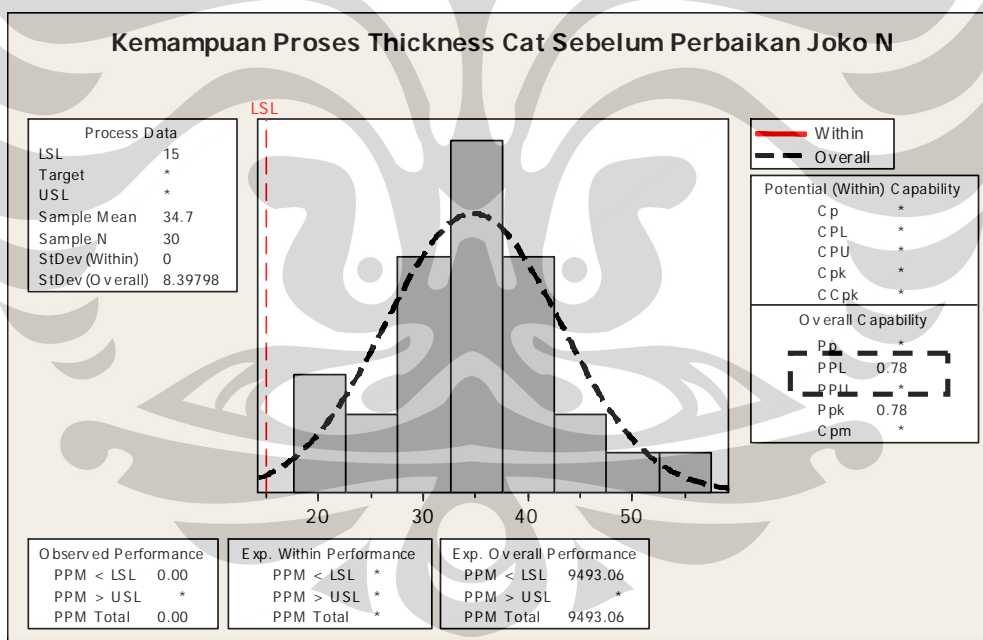 Kemampuan Proses Thickness Cat Sebelum Perbaikan Joko N
LSL
Process Data
LSL 15
Target *
USL *
Sample Mean 34.7
Sample N 30
StDev(Within) 0
StDev(Overall) 8.39798
Within
Overall
Potential (Within) Capability
Cp *
CPL *
CPU *
Cpk *
CCpk *
Overall Capability
Pp *
PPL 0.78
PPU *
Ppk 0.78
Cpm *
20 30 40 50
Observed Performance
PPM < LSL 0.00
PPM > USL *
PPM Total 0.00
Exp. Within Performance
PPM < LSL *
PPM > USL *
PPM Total *
Exp. Overall Performance
PPM < LSL 9493.06
PPM > USL *
PPM Total 9493.06